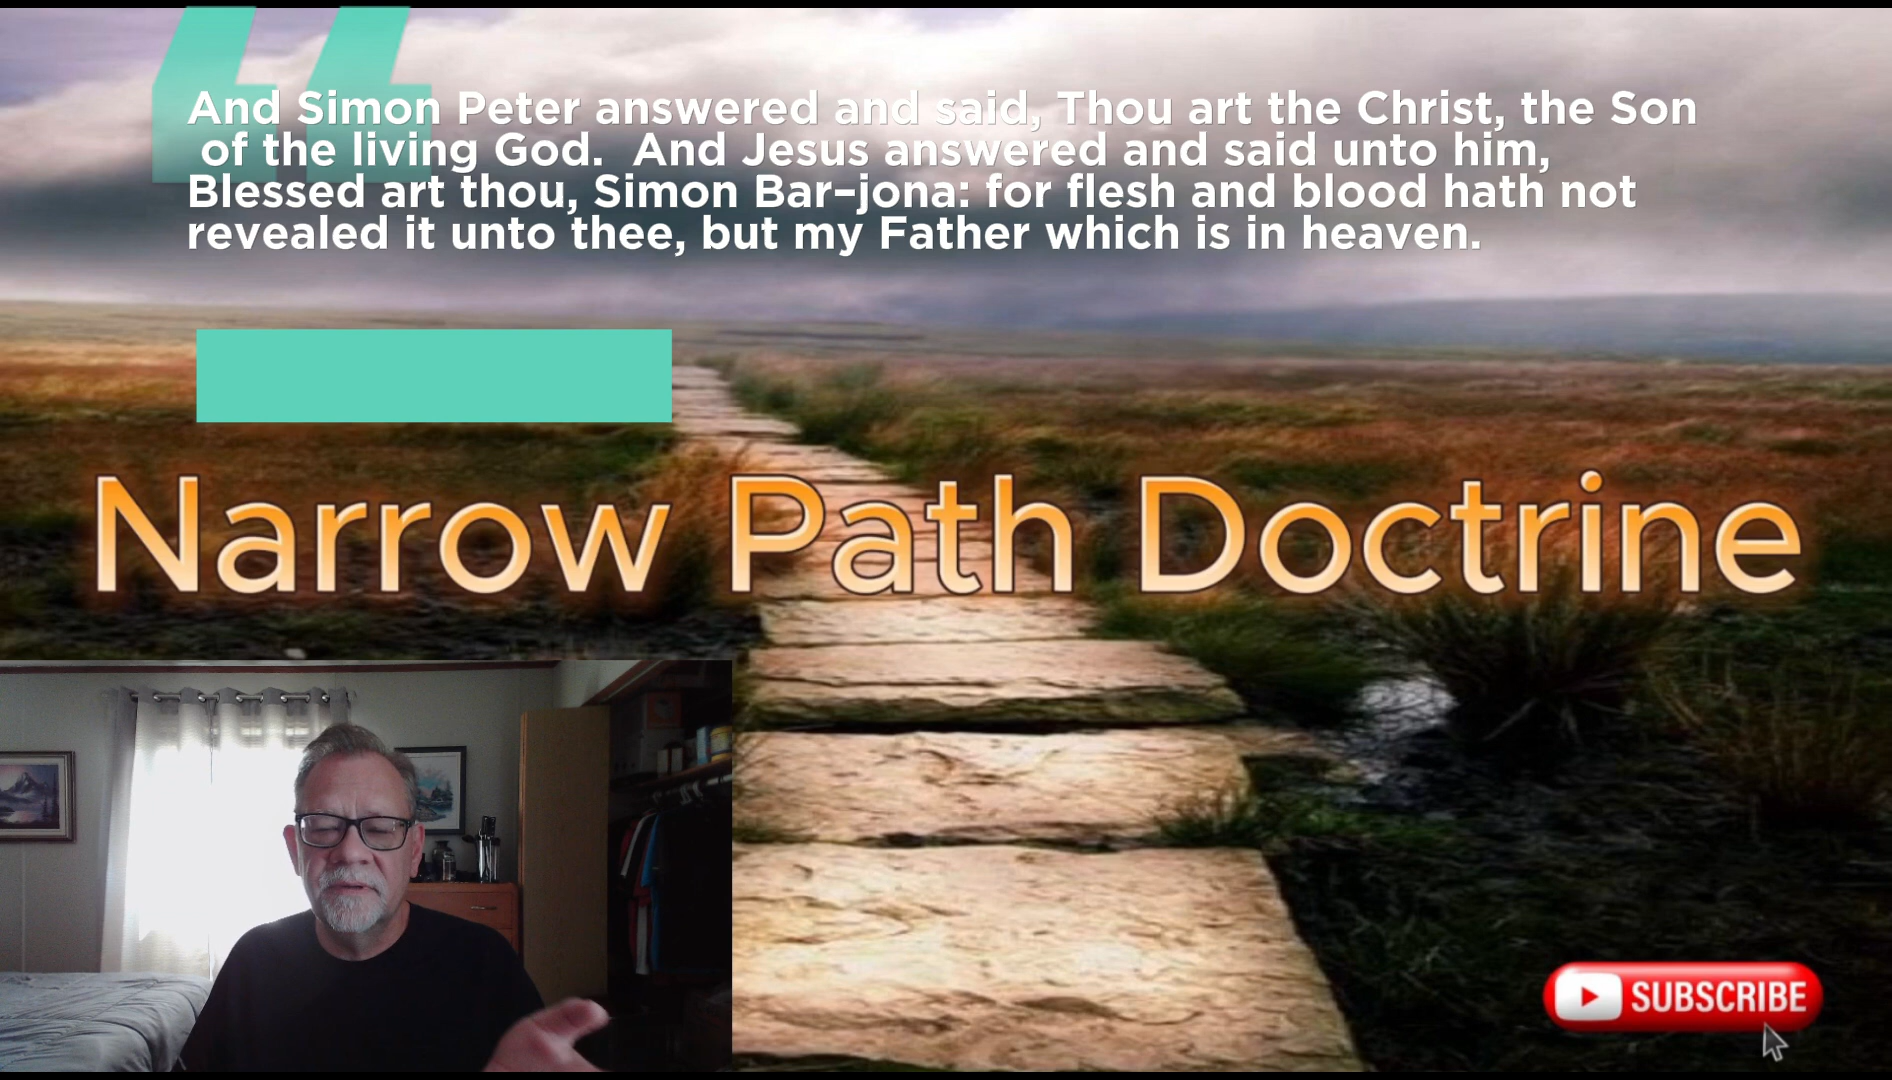 And Simon Peter answered and said, Thou art the Christ, the Son
of the living God.  And Jesus answered and said unto him,
Blessed art thou, Simon Bar-jona: for flesh and blood hath not
revealed it unto thee, but my Father which is in heaven.
Narrow Path Doctrine
SUBSCRIBE